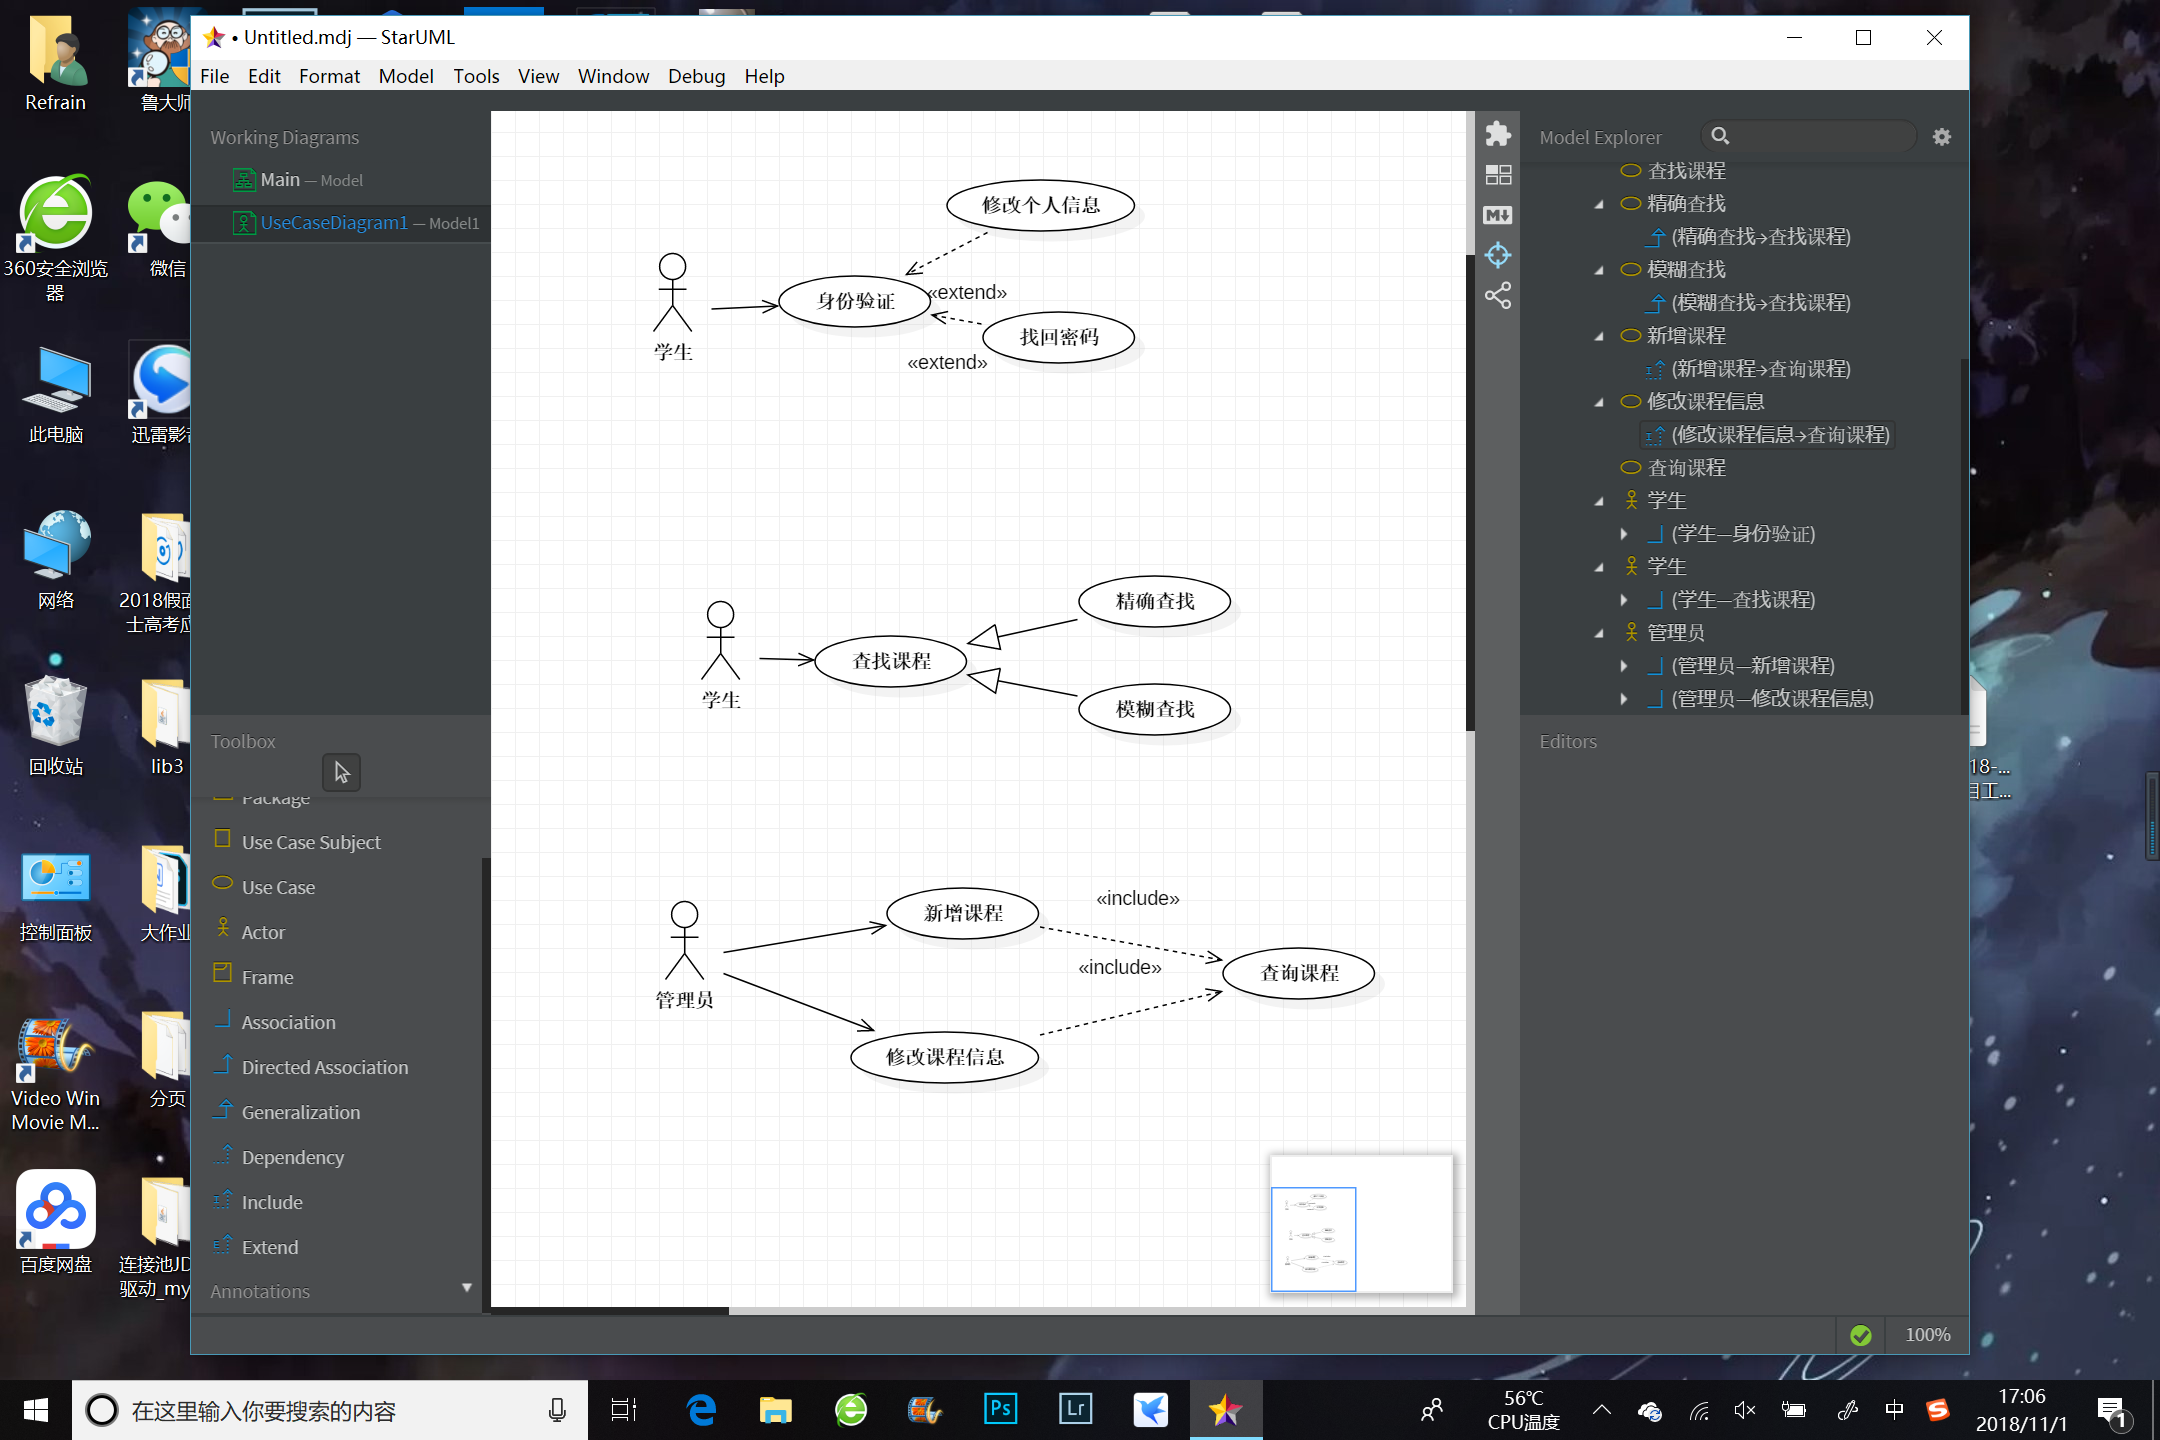 • Untitled.mdj — StarUML
File Edit Format Model Tools View Window Debug Help
Refrain
鲁大师
360安全浏览
器
微信
此电脑
迅雷影
网络
2018假面
士高考应
回收站
lib3
控制面板
大作业
Video Win
Movie M...
分页
百度网盘
连接池JD
驱动_my
Working Diagrams
Main — Model
UseCaseDiagram1 — Model1
Toolbox
Package
Use Case Subject
Use Case
Actor
Frame
Association
Directed Association
Generalization
Dependency
Include
Extend
Annotations
修改个人信息
身份验证
«extend»
找回密码
«extend»
学生
精确查找
查找课程
模糊查找
学生
新增课程
«include»
«include»
查询课程
管理员
修改课程信息
M
Model Explorer
查找课程
精确查找
(精确查找→查找课程)
模糊查找
(模糊查找→查找课程)
新增课程
(新增课程→查询课程)
修改课程信息
(修改课程信息→查询课程)
查询课程
学生
(学生—身份验证)
学生
(学生—查找课程)
管理员
(管理员—新增课程)
(管理员—修改课程信息)
Editors
18-...
目工...
100%
在这里输入你要搜索的内容
Ps
Lr
56℃
CPU温度
中
S
17:06
2018/11/1
1